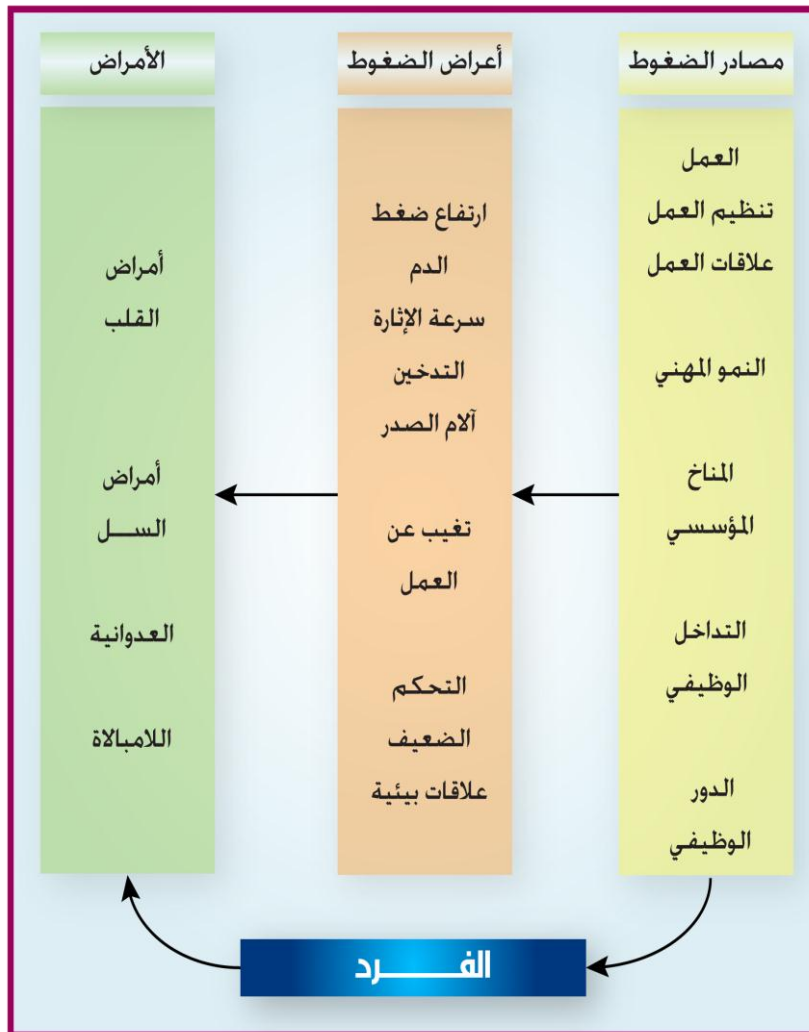 مصادر الضغوط
العمل
تنظيم العمل
علاقات العمل
النمو المهني
المناخ
المؤسسي
التداخل
الوظيفي
الدور
الوظيفي
أعراض الضغوط
ارتفاع ضغط
الدم
سرعة الإثارة
التدخين
آلام الصدر
تغيب عن
العمل
التحكم
الضعيف
علاقات بيئية
الأمراض
أمراض
القلب
أمراض
الســل
العدوانية
اللامبالاة
الفــــــرد